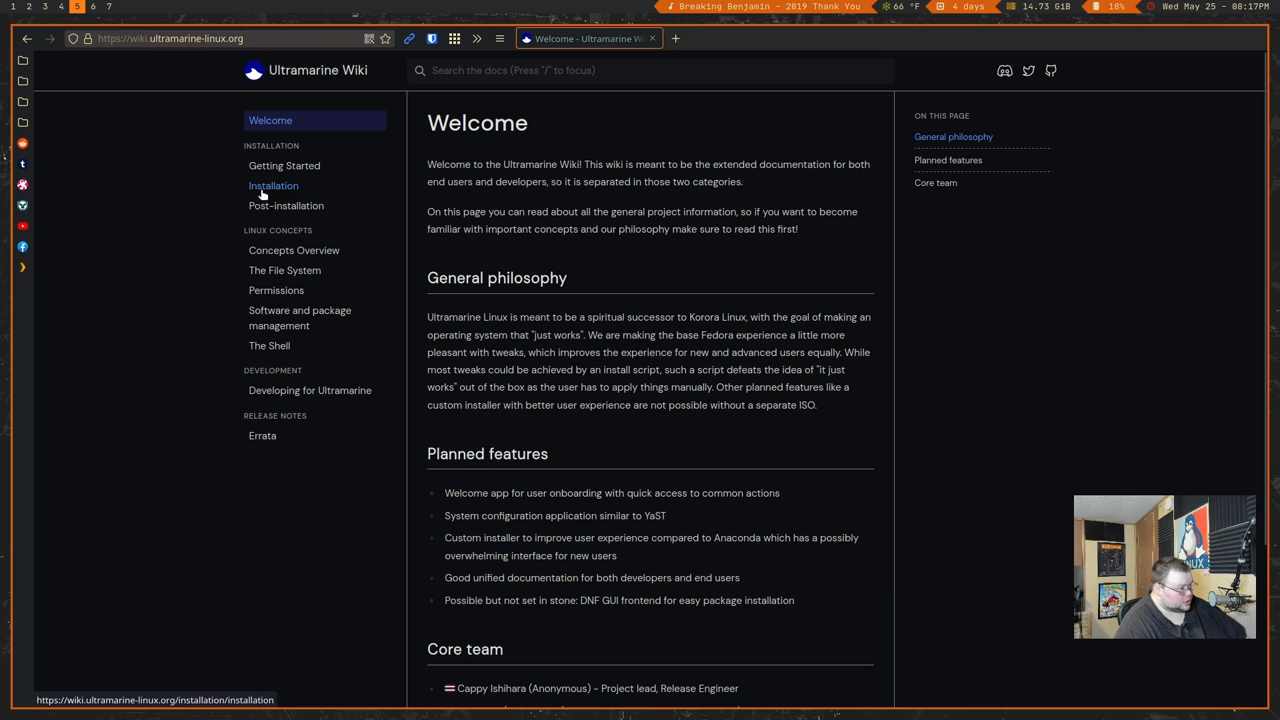 1 2 3 4 5 6 7
Breaking Benjamin - 2019 Thank You
66 °F
4 days
14.73 GiB
18%
Wed May 25 - 08:17PM
https://wiki.ultramarine-linux.org
Welcome - Ultramarine Wi
Ultramarine Wiki
Search the docs (Press "/" to focus)
Welcome
INSTALLATION
Getting Started
Installation
Post-installation
LINUX CONCEPTS
Concepts Overview
The File System
Permissions
Software and package
management
The Shell
DEVELOPMENT
Developing for Ultramarine
RELEASE NOTES
Errata
Welcome
Welcome to the Ultramarine Wiki! This wiki is meant to be the extended documentation for both
end users and developers, so it is separated in those two categories.
On this page you can read about all the general project information, so if you want to become
familiar with important concepts and our philosophy make sure to read this first!
General philosophy
Ultramarine Linux is meant to be a spiritual successor to Korora Linux, with the goal of making an
operating system that "just works". We are making the base Fedora experience a little more
pleasant with tweaks, which improves the experience for new and advanced users equally. While
most tweaks could be achieved by an install script, such a script defeats the idea of "it just
works" out of the box as the user has to apply things manually. Other planned features like a
custom installer with better user experience are not possible without a separate ISO.
Planned features
Welcome app for user onboarding with quick access to common actions
System configuration application similar to YaST
Custom installer to improve user experience compared to Anaconda which has a possibly
overwhelming interface for new users
Good unified documentation for both developers and end users
Possible but not set in stone: DNF GUI frontend for easy package installation
Core team
Cappy Ishihara (Anonymous) - Project lead, Release Engineer
ON THIS PAGE
General philosophy
Planned features
Core team
LINUX
https://wiki.ultramarine-linux.org/installation/installation